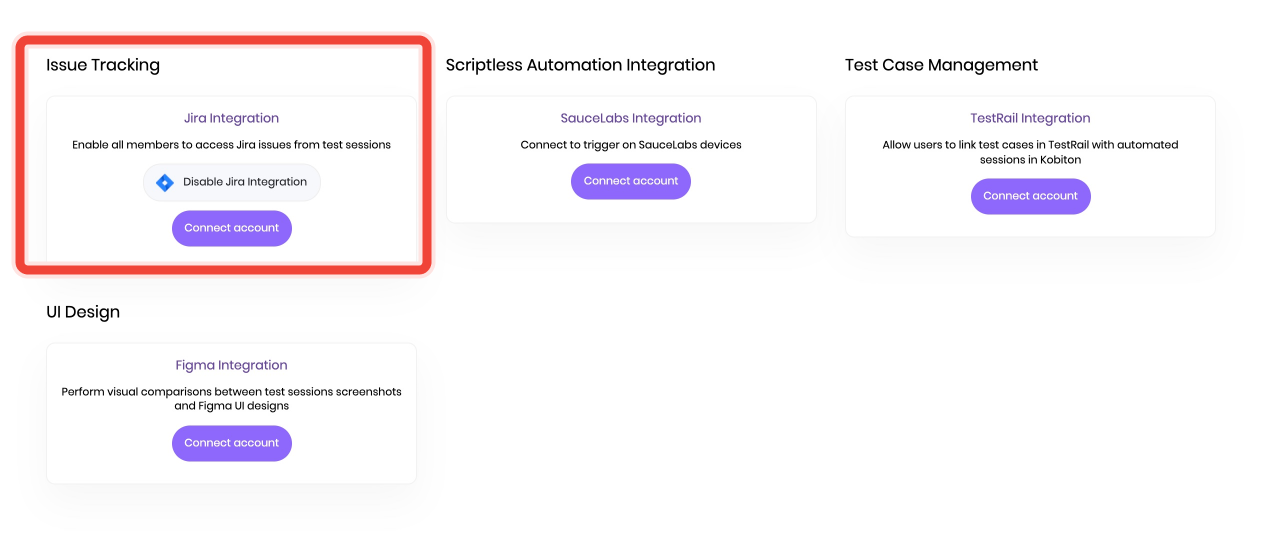 Issue Tracking
Jira Integration
Enable all members to access Jira issues from test sessions
Disable Jira Integration
Connect account
Scriptless Automation Integration
SauceLabs Integration
Connect to trigger on SauceLabs devices
Connect account
Test Case Management
TestRail Integration
Allow users to link test cases in TestRail with automated
sessions in Kobiton
Connect account
UI Design
Figma Integration
Perform visual comparisons between test sessions screenshots
and Figma UI designs
Connect account